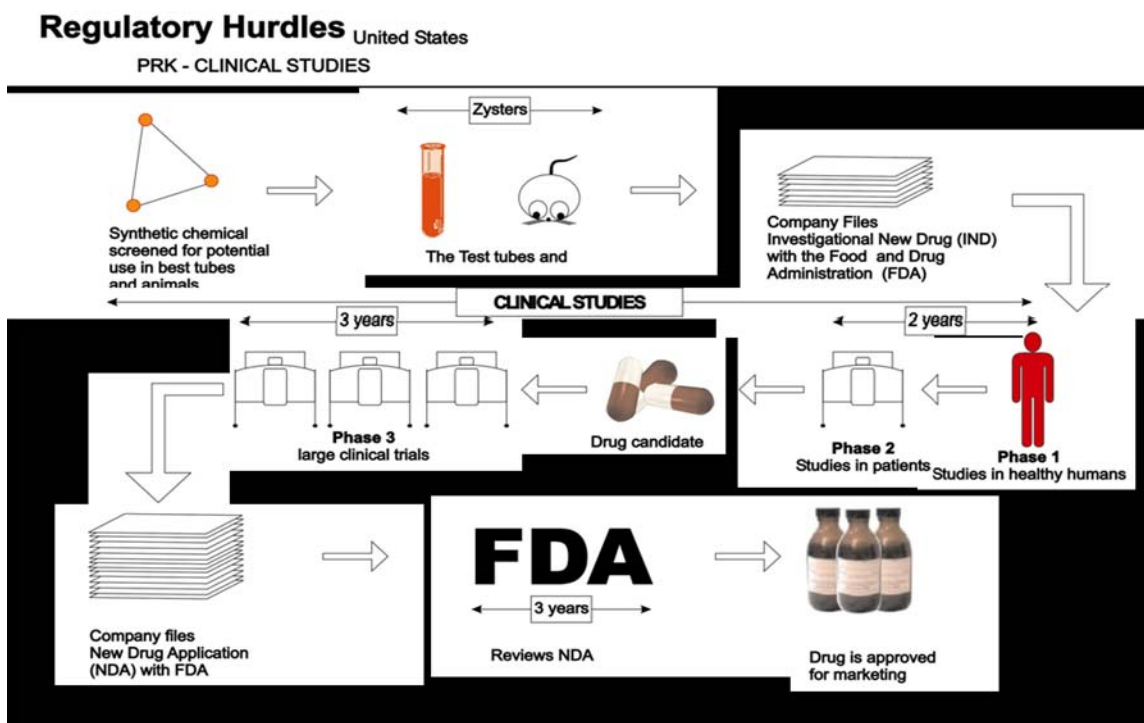 Regulatory Hurdles United States
PRK - CLINICAL STUDIES
Zysters
Synthetic chemical
screened for potential
use in best tubes
and animals
The Test tubes and
Company Files
Investigational New Drug (IND)
with the Food and Drug
Administration (FDA)
CLINICAL STUDIES
3 years
2 years
Phase 3
large clinical trials
Drug candidate
Phase 2
Studies in patients
Phase 1
Studies in healthy humans
Company files
New Drug Application
(NDA) with FDA
FDA
3 years
Reviews NDA
Drug is approved
for marketing